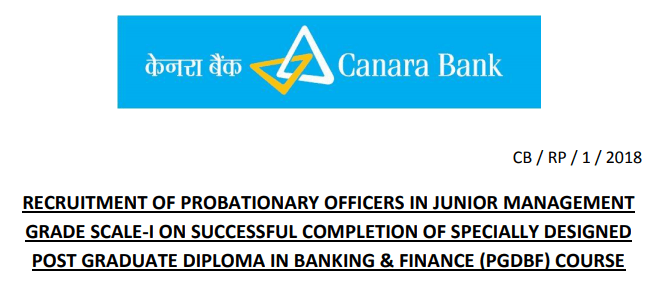 केनरा बैंक Canara Bank
CB / RP / 1 / 2018
RECRUITMENT OF PROBATIONARY OFFICERS IN JUNIOR MANAGEMENT
GRADE SCALE-I ON SUCCESSFUL COMPLETION OF SPECIALLY DESIGNED
POST GRADUATE DIPLOMA IN BANKING & FINANCE (PGDBF) COURSE